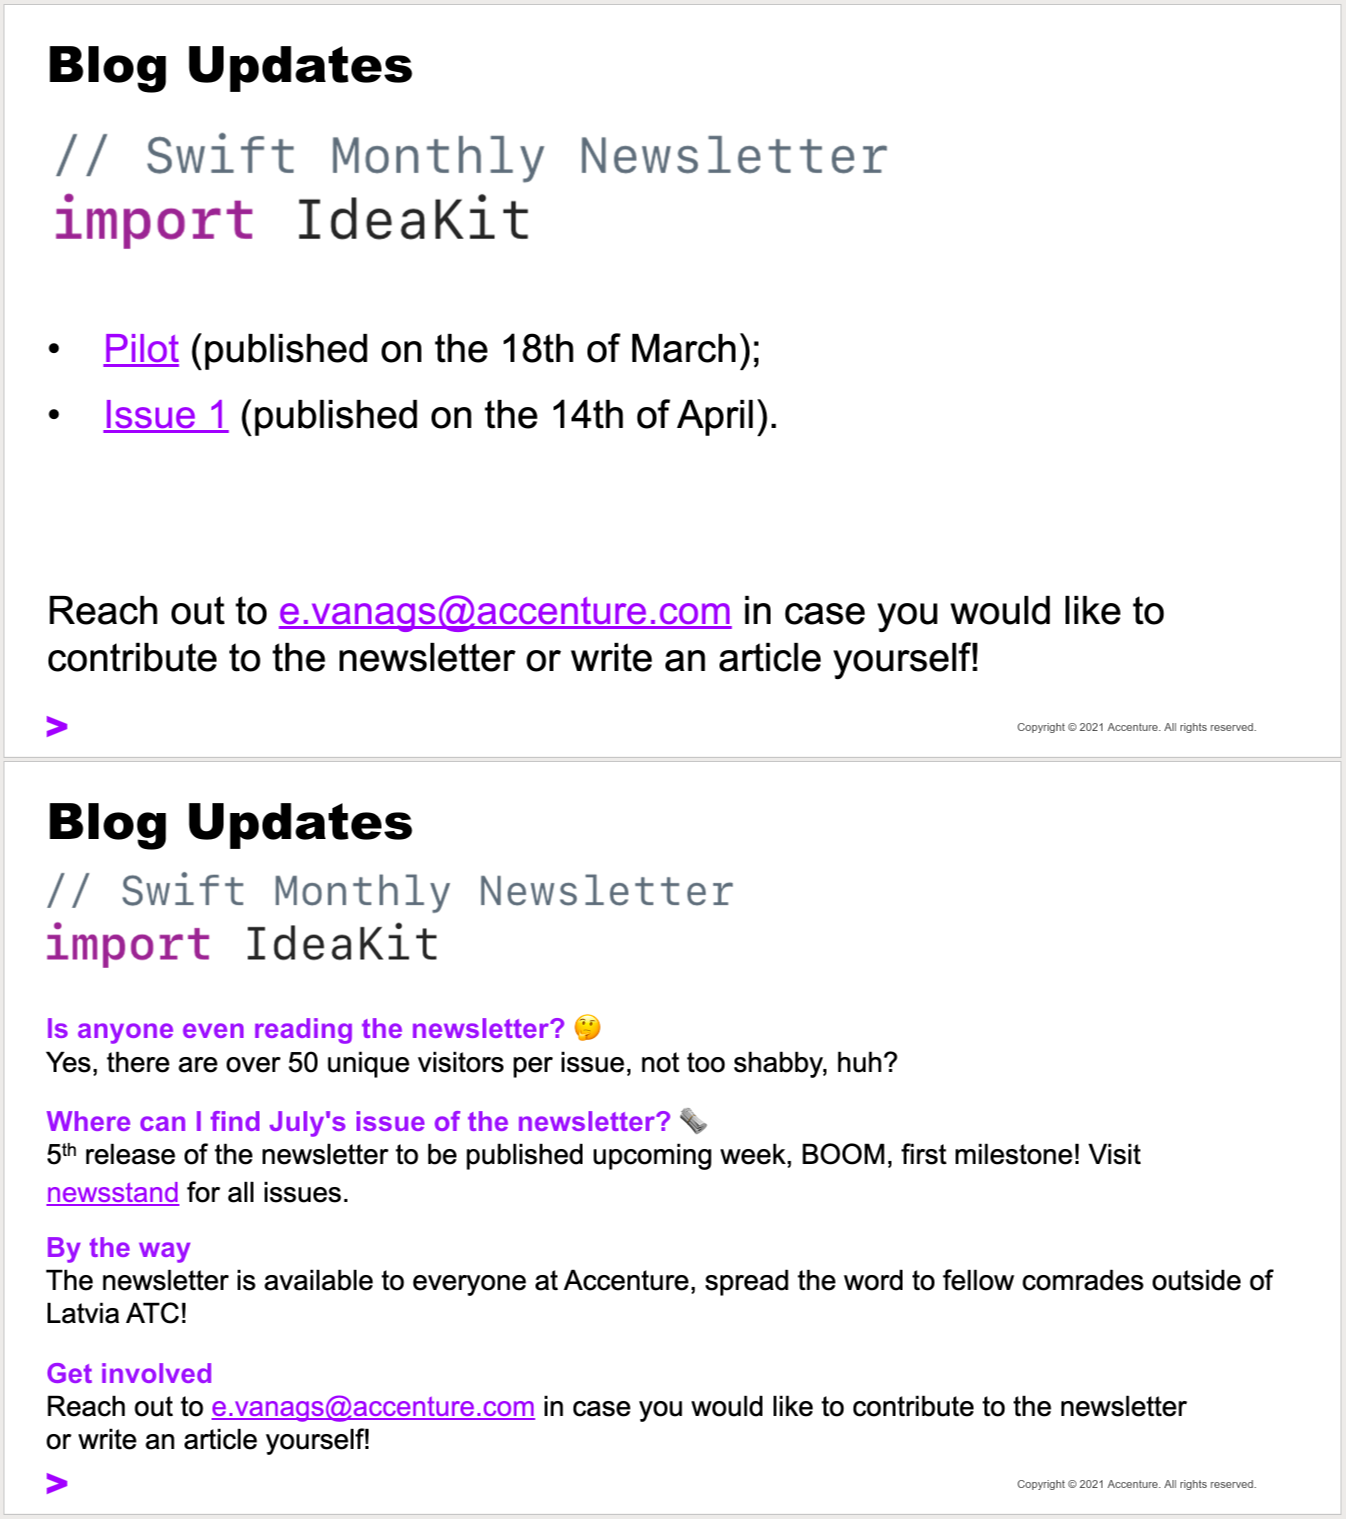 Blog Updates
// Swift Monthly Newsletter
import IdeaKit
• Pilot (published on the 18th of March);
• Issue 1 (published on the 14th of April).
Reach out to e.vanags@accenture.com in case you would like to
contribute to the newsletter or write an article yourself!
>
Copyright © 2021 Accenture. All rights reserved.
Blog Updates
// Swift Monthly Newsletter
import IdeaKit
Is anyone even reading the newsletter? 🤔
Yes, there are over 50 unique visitors per issue, not too shabby, huh?
Where can I find July's issue of the newsletter? 🗞️
5th release of the newsletter to be published upcoming week, BOOM, first milestone! Visit
newsstand for all issues.
By the way
The newsletter is available to everyone at Accenture, spread the word to fellow comrades outside of
Latvia ATC!
Get involved
Reach out to e.vanags@accenture.com in case you would like to contribute to the newsletter
or write an article yourself!
>
Copyright © 2021 Accenture. All rights reserved.